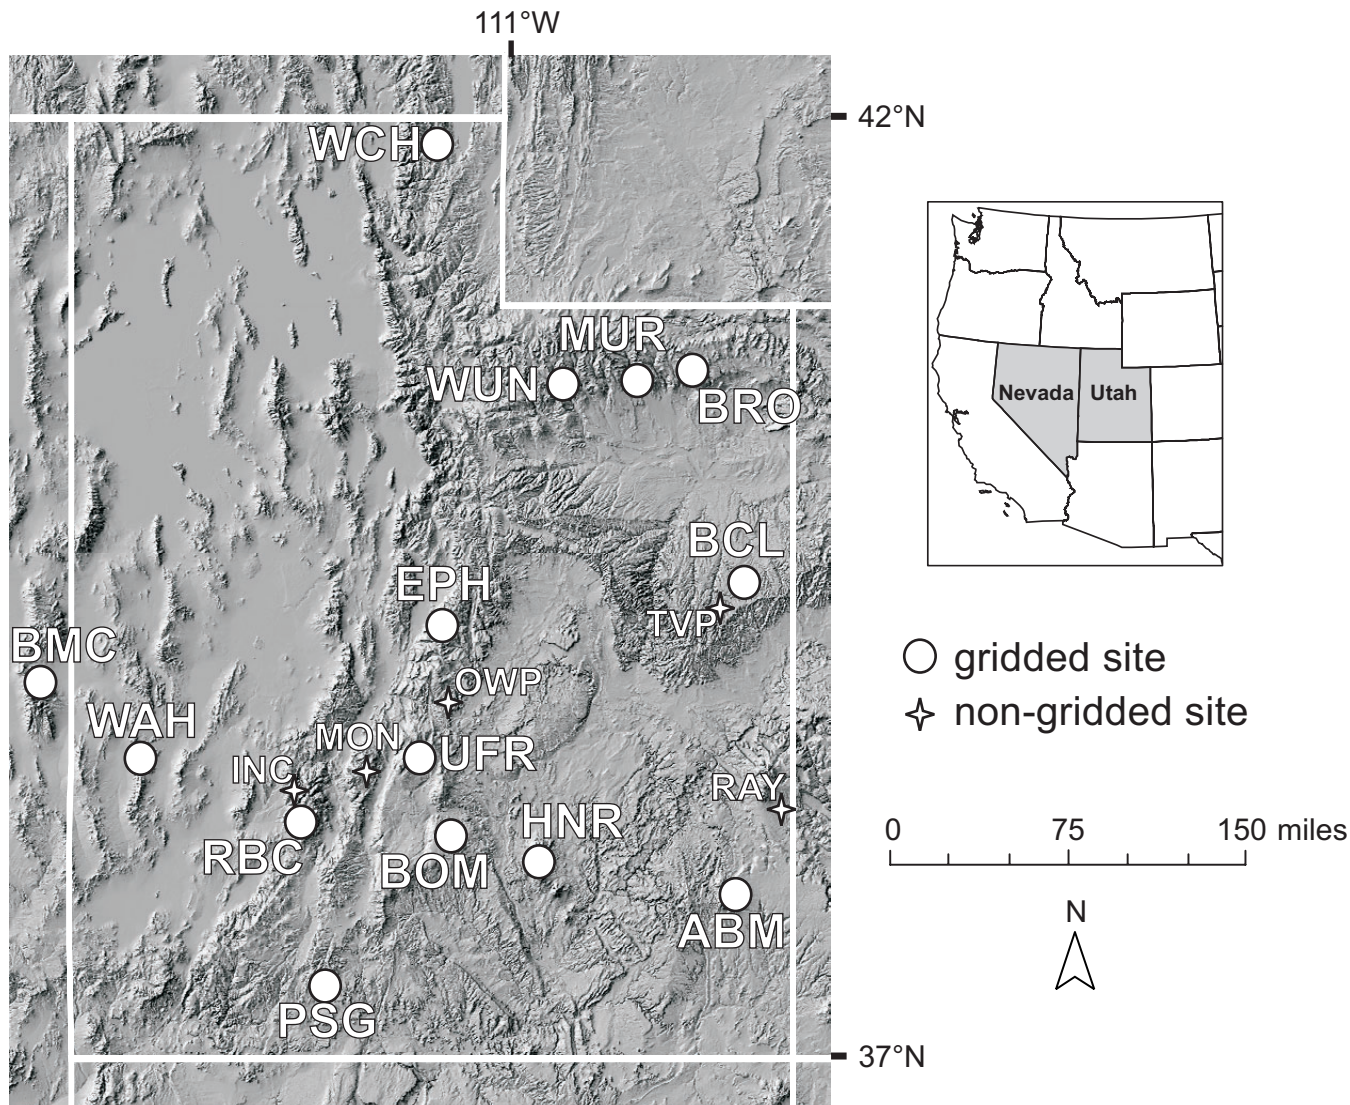 111°W
42°N
WCH
MUR
WUN
BRO
Nevada Utah
BCL
EPH
TVP
BMC
gridded site
OWP
non-gridded site
WAH
MON
UFR
INC
RAY
HNR
0 75 150 miles
RBC
BOM
ABM
N
PSG
37°N